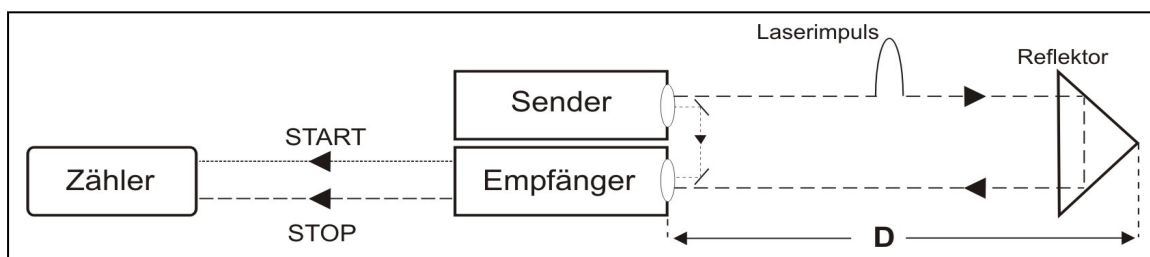 Laserimpuls
Reflektor
Sender
START
Zähler
Empfänger
STOP
D